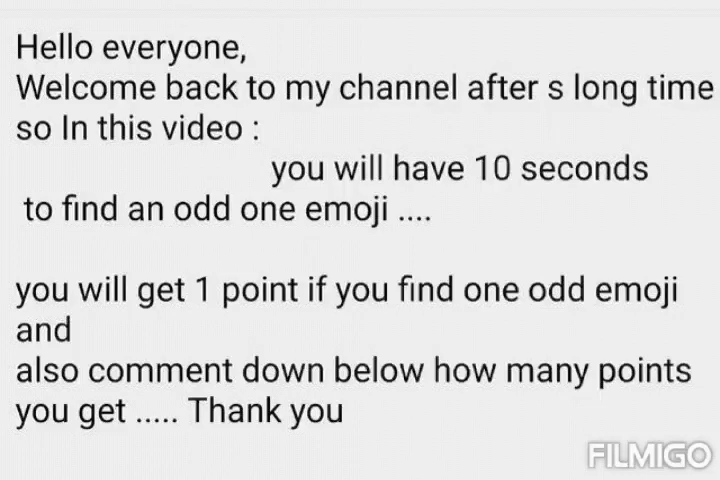 Hello everyone,
Welcome back to my channel after s long time
so In this video :
you will have 10 seconds
to find an odd one emoji ....
you will get 1 point if you find one odd emoji
and
also comment down below how many points
you get ..... Thank you
FILMIGO